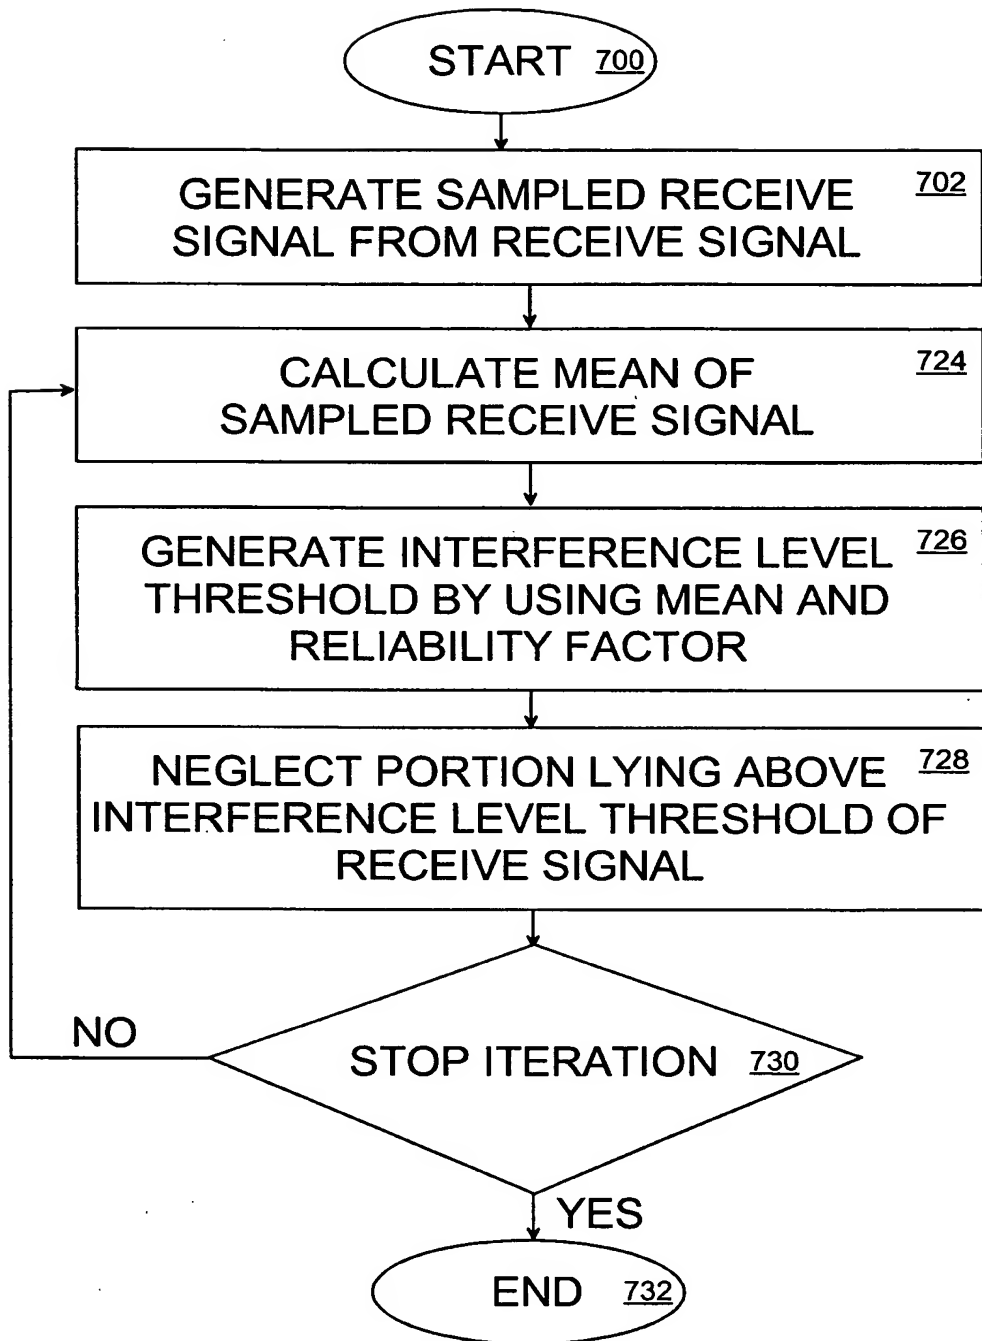 START 700
GENERATE SAMPLED RECEIVE 702
SIGNAL FROM RECEIVE SIGNAL
CALCULATE MEAN OF 724
SAMPLED RECEIVE SIGNAL
GENERATE INTERFERENCE LEVEL 726
THRESHOLD BY USING MEAN AND
RELIABILITY FACTOR
NEGLECT PORTION LYING ABOVE 728
INTERFERENCE LEVEL THRESHOLD OF
RECEIVE SIGNAL
NO
STOP ITERATION 730
YES
END 732